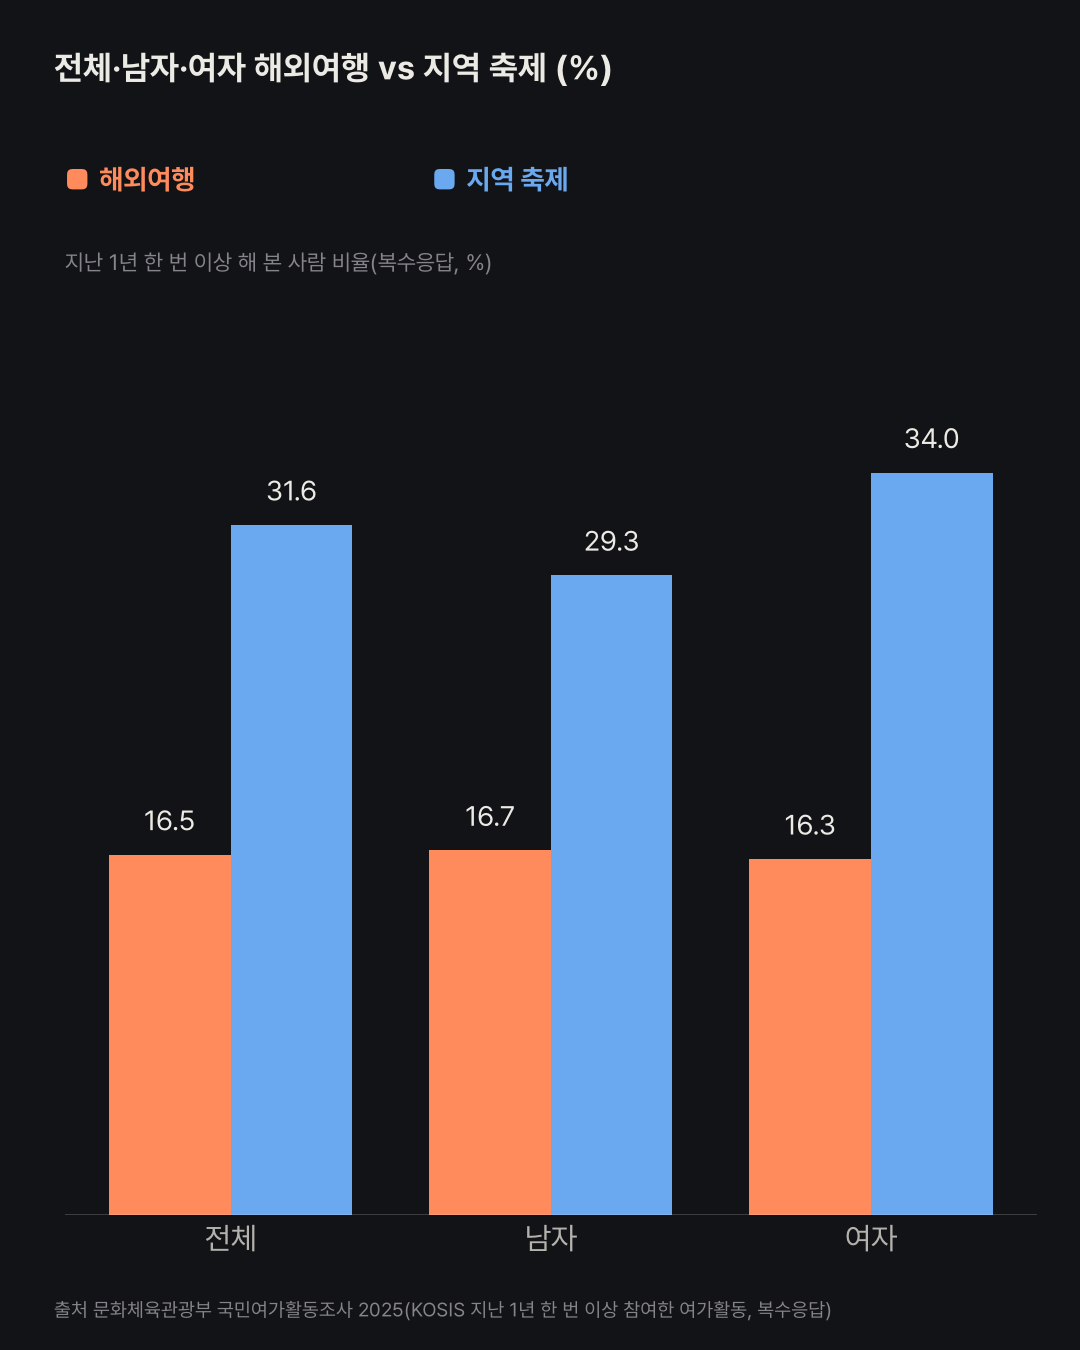 전체·남자·여자 해외여행 vs 지역 축제 (%)
해외여행
지역 축제
지난 1년 한 번 이상 해 본 사람 비율(복수응답, %)
34.0
31.6
29.3
16.5
16.7
16.3
전체
남자
여자
출처 문화체육관광부 국민여가활동조사 2025(KOSIS 지난 1년 한 번 이상 참여한 여가활동, 복수응답)